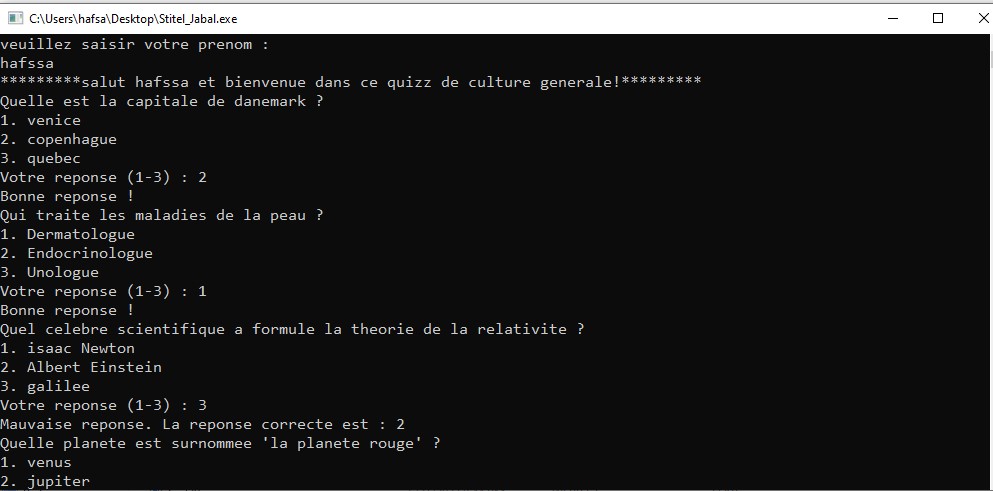 C:\Users\hafsa\Desktop\Stitel_Jabal.exe
veuillez saisir votre prenom :
hafssa
*********salut hafssa et bienvenue dans ce quizz de culture generale!*********
Quelle est la capitale de danemark ?
1. venice
2. copenhague
3. quebec
Votre reponse (1-3) : 2
Bonne reponse !
Qui traite les maladies de la peau ?
1. Dermatologue
2. Endocrinologue
3. Unologue
Votre reponse (1-3) : 1
Bonne reponse !
Quel celebre scientifique a formule la theorie de la relativite ?
1. isaac Newton
2. Albert Einstein
3. galilee
Votre reponse (1-3) : 3
Mauvaise reponse. La reponse correcte est : 2
Quelle planete est surnommee 'la planete rouge' ?
1. venus
2. jupiter